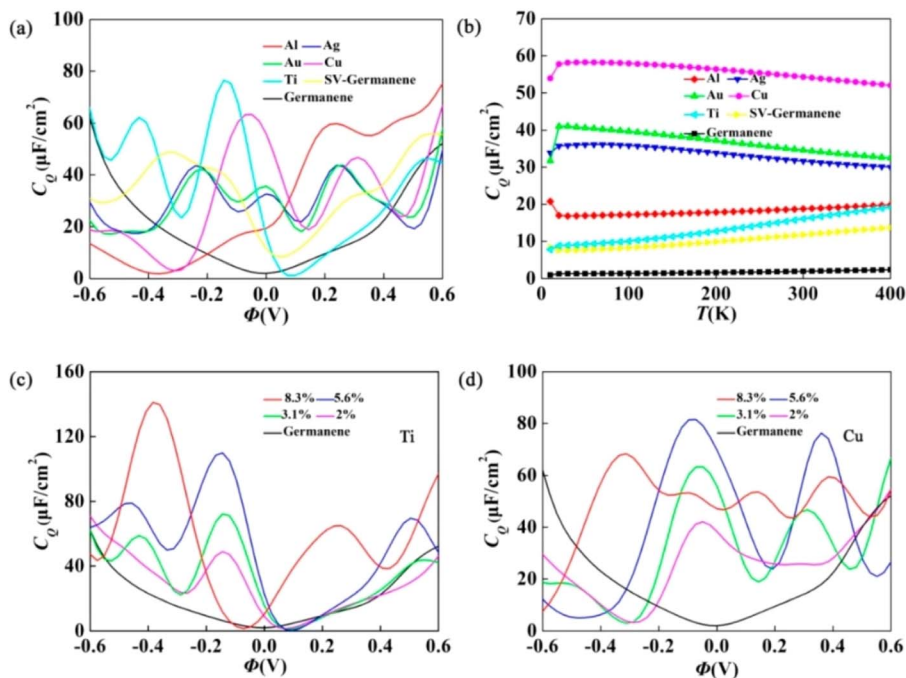 (a)
100
80
60
40
20
0
C_Q (μF/cm²)
Al Ag
Au Cu
Ti SV-Germanene
Germanene
-0.6 -0.4 -0.2 0.0 0.2 0.4 0.6
Φ(V)
(b)
70
60
50
40
30
20
10
0
C_Q (μF/cm²)
Al Ag
Au Cu
Ti SV-Germanene
Germanene
0 100 200 300 400
T(K)
(c)
160
120
80
40
0
C_Q (μF/cm²)
8.3% 5.6%
3.1% 2%
Germanene
Ti
-0.6 -0.4 -0.2 0.0 0.2 0.4 0.6
Φ(V)
(d)
100
80
60
40
20
0
C_Q (μF/cm²)
8.3% 5.6%
3.1% 2%
Germanene
Cu
-0.6 -0.4 -0.2 0.0 0.2 0.4 0.6
Φ(V)